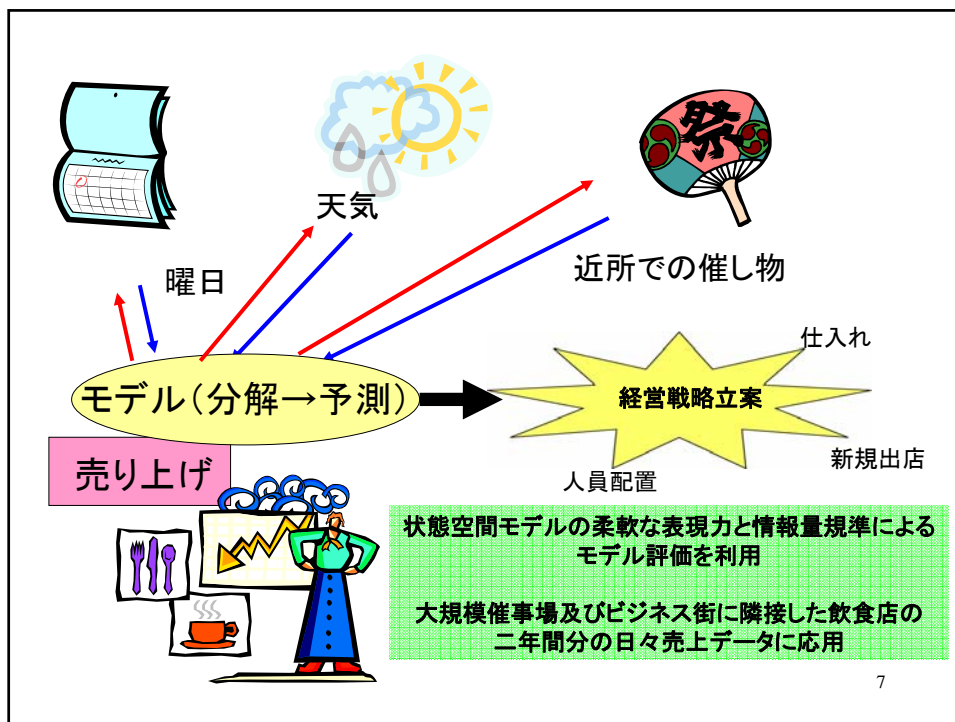 祭
天気
近所での催し物
曜日
仕入れ
モデル(分解→予測)
経営戦略立案
新規出店
人員配置
売り上げ
状態空間モデルの柔軟な表現力と情報量規準による
モデル評価を利用
大規模催事場及びビジネス街に隣接した飲食店の
二年間分の日々売上データに応用
7